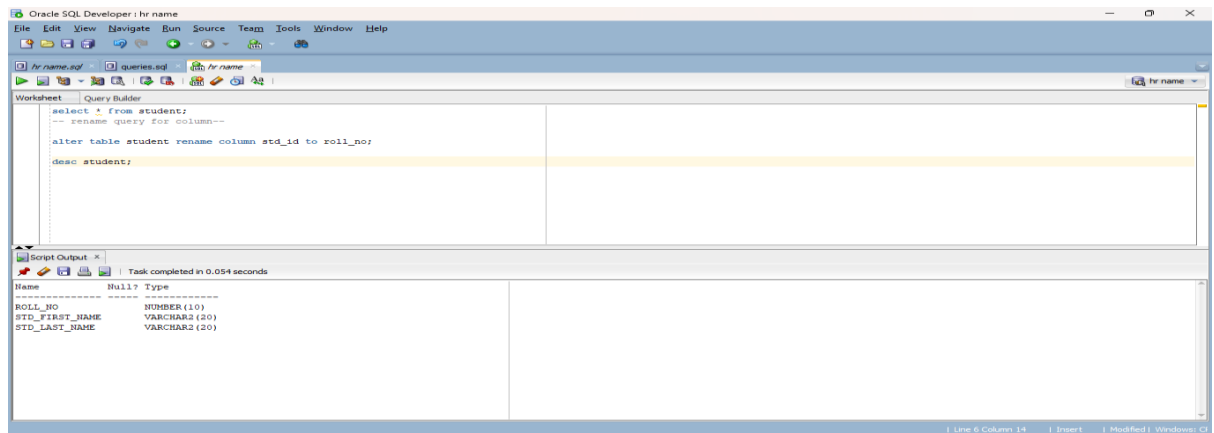 Oracle SQL Developer : hr name
File Edit View Navigate Run Source Team Tools Window Help
hr name.sql queries.sql hr name
hr name
Worksheet Query Builder
select * from student;
-- rename query for column--
alter table student rename column std_id to roll_no;
desc student;
Script Output
Task completed in 0.054 seconds
Name Null? Type
-------------- ----- ------------
ROLL_NO NUMBER(10)
STD_FIRST_NAME VARCHAR2(20)
STD_LAST_NAME VARCHAR2(20)
| Line 6 Column 14 | Insert | Modified | Windows: Cl